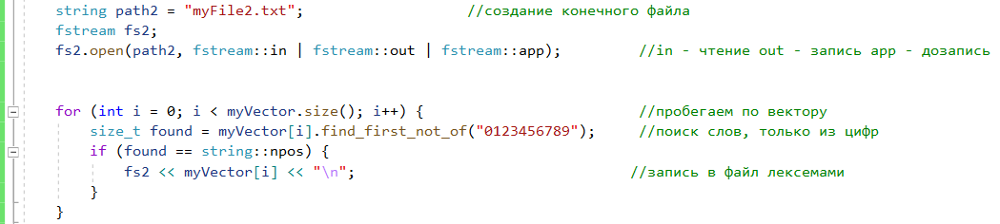 string path2 = "myFile2.txt"; //создание конечного файла
fstream fs2;
fs2.open(path2, fstream::in | fstream::out | fstream::app); //in - чтение out - запись app - дозапись
for (int i = 0; i < myVector.size(); i++) { //пробегаем по вектору
size_t found = myVector[i].find_first_not_of("0123456789"); //поиск слов, только из цифр
if (found == string::npos) {
fs2 << myVector[i] << "\n"; //запись в файл лексемами
}
}